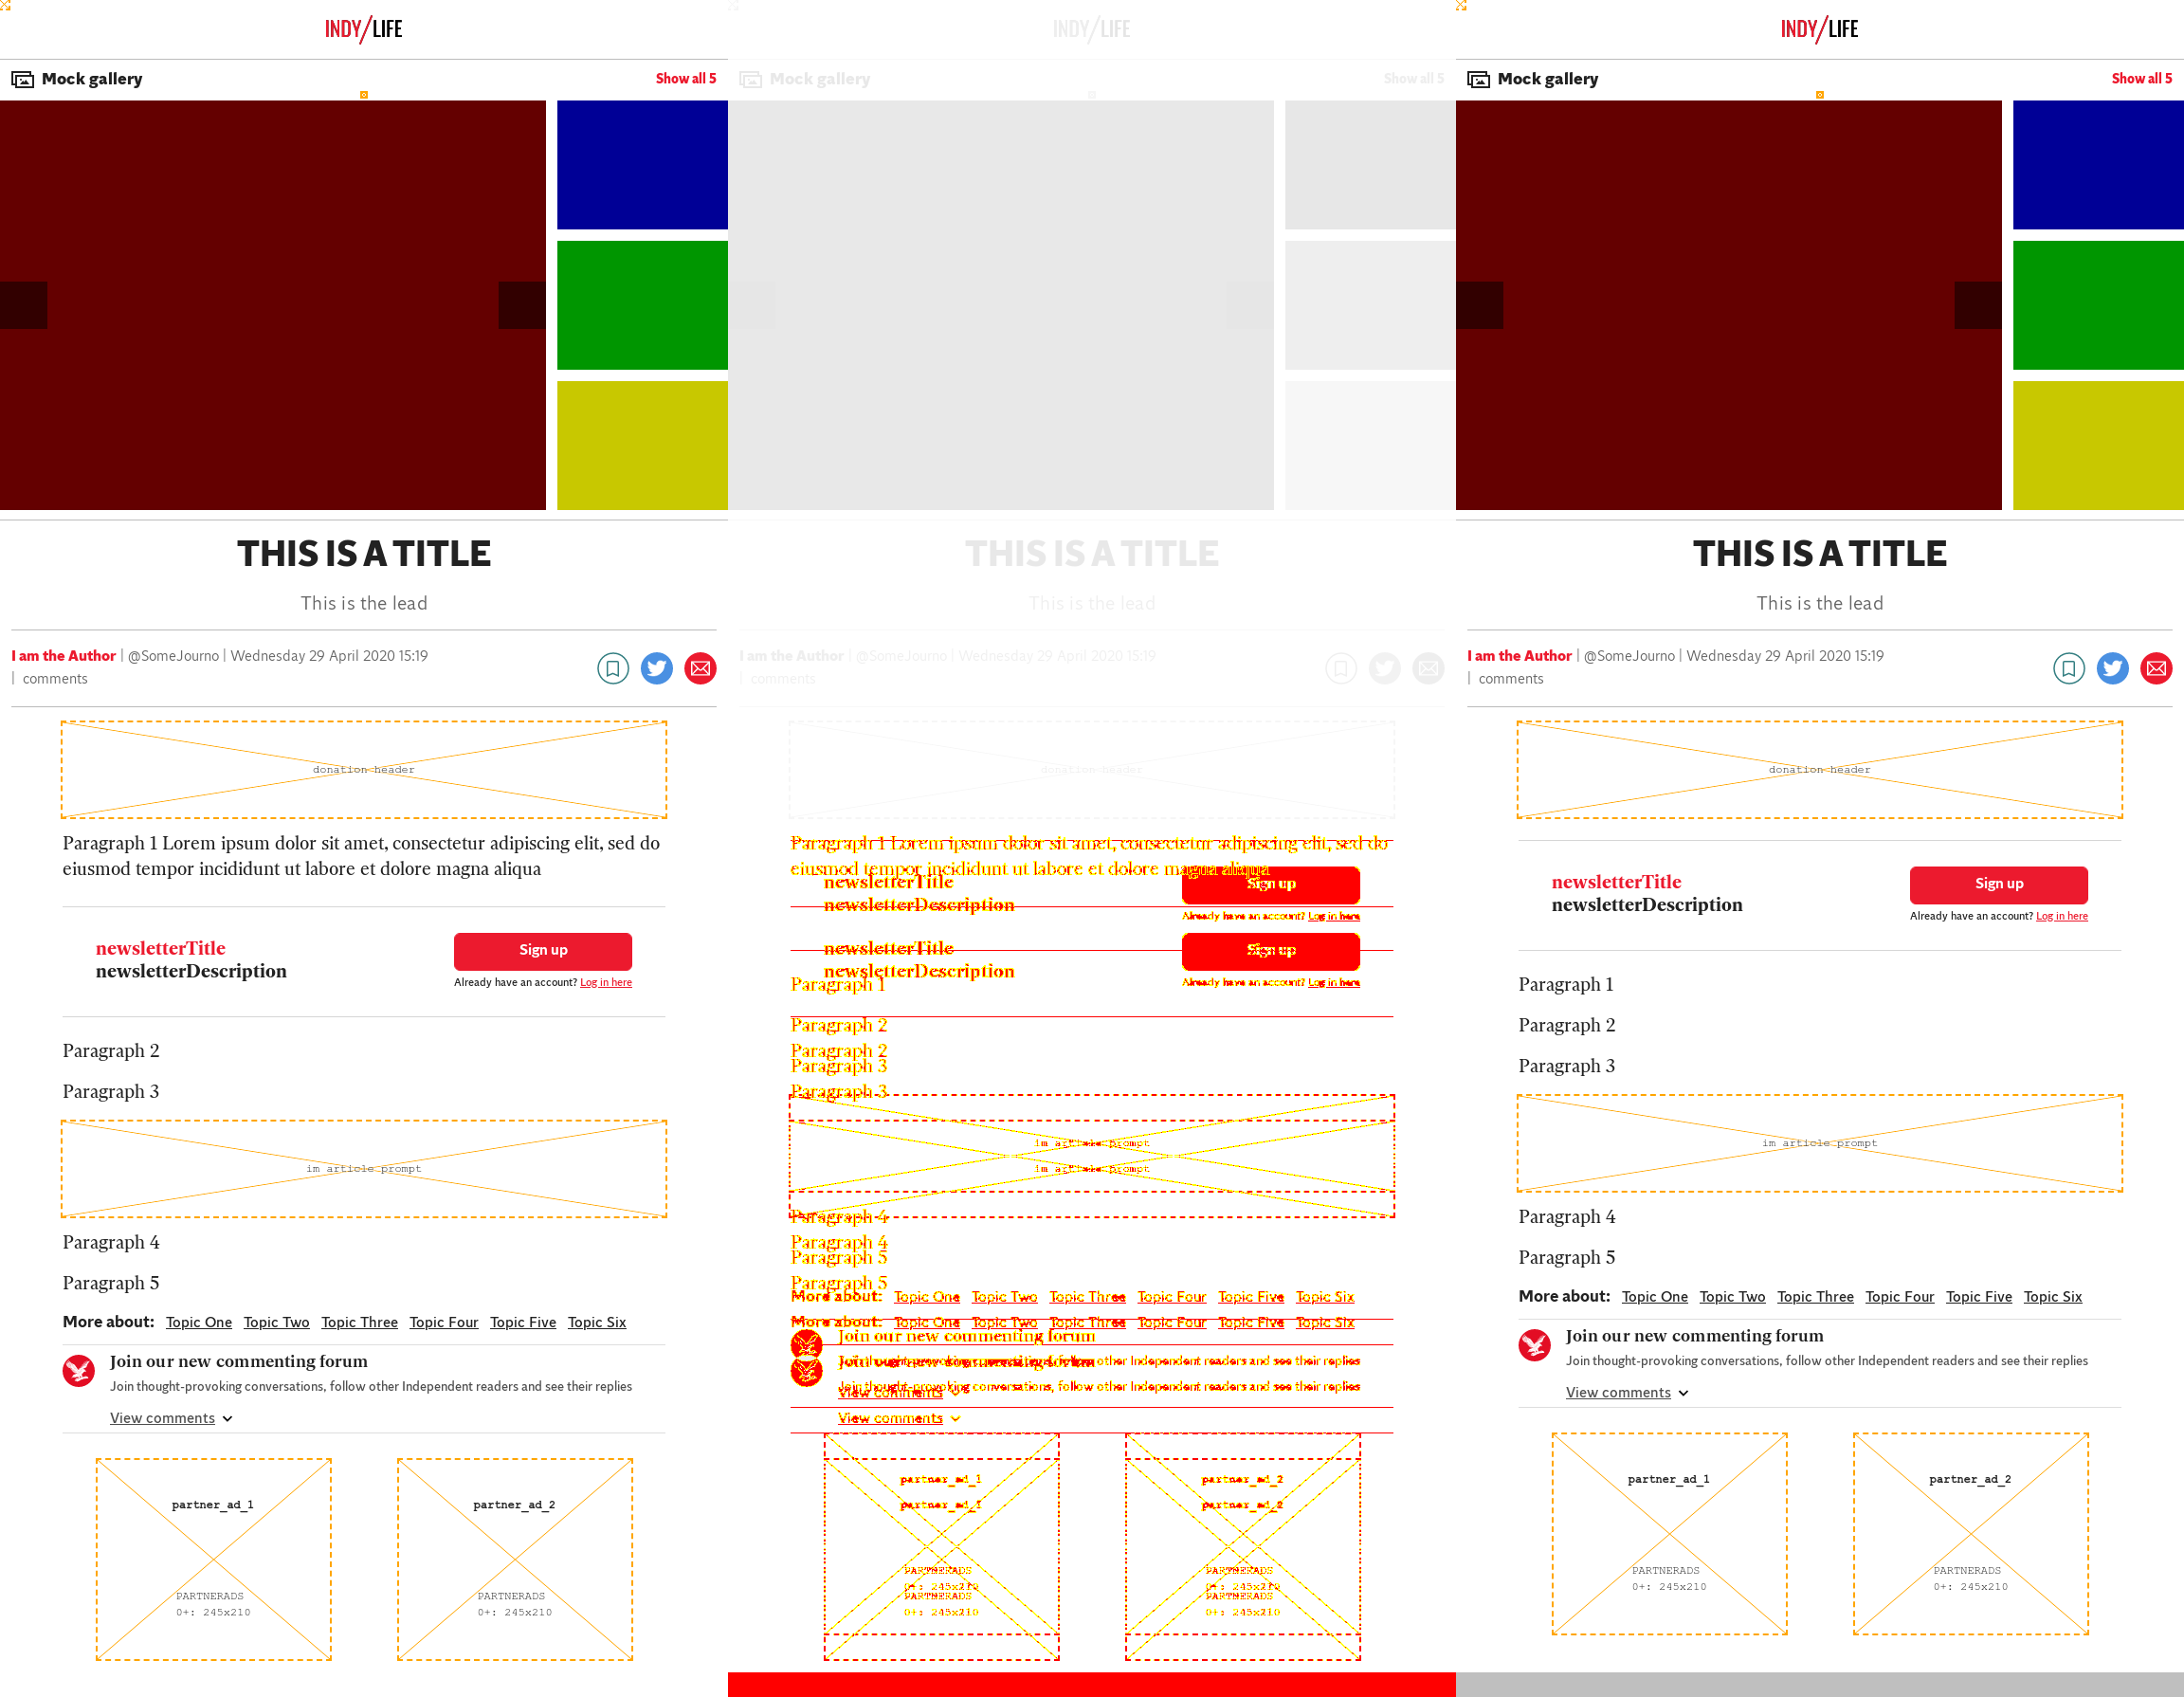 INDY/LIFE
Mock gallery
Show all 5
THIS IS A TITLE
This is the lead
I am the Author | @SomeJourno | Wednesday 29 April 2020 15:19
| comments
donation header
Paragraph 1 Lorem ipsum dolor sit amet, consectetur adipiscing elit, sed do
eiusmod tempor incididunt ut labore et dolore magna aliqua
newsletterTitle
newsletterDescription
Sign up
Already have an account? Log in here
Paragraph 2
Paragraph 3
im article prompt
Paragraph 4
Paragraph 5
More about: Topic One Topic Two Topic Three Topic Four Topic Five Topic Six
Join our new commenting forum
Join thought-provoking conversations, follow other Independent readers and see their replies
View comments
partner_ad_1
PARTNERADS
0+: 245x210
partner_ad_2
PARTNERADS
0+: 245x210
INDY/LIFE
Mock gallery
Show all 5
THIS IS A TITLE
This is the lead
I am the Author | @SomeJourno | Wednesday 29 April 2020 15:19
| comments
donation header
Paragraph 1 Lorem ipsum dolor sit amet, consectetur adipiscing elit, sed do
eiusmod tempor incididunt ut labore et dolore magna aliqua
newsletterTitle
newsletterDescription
Sign up
Already have an account? Log in here
newsletterTitle
newsletterDescription
Sign up
Already have an account? Log in here
Paragraph 1
Paragraph 2
Paragraph 2
Paragraph 3
Paragraph 3
im article prompt
im article prompt
Paragraph 4
Paragraph 4
Paragraph 5
Paragraph 5
More about: Topic One Topic Two Topic Three Topic Four Topic Five Topic Six
More about: Topic One Topic Two Topic Three Topic Four Topic Five Topic Six
Join our new commenting forum
Join our new commenting forum
Join thought-provoking conversations, follow other Independent readers and see their replies
Join thought-provoking conversations, follow other Independent readers and see their replies
View comments
View comments
partner_ad_1
partner_ad_1
PARTNERADS
0+: 245x210
PARTNERADS
0+: 245x210
partner_ad_2
partner_ad_2
PARTNERADS
0+: 245x210
PARTNERADS
0+: 245x210
INDY/LIFE
Mock gallery
Show all 5
THIS IS A TITLE
This is the lead
I am the Author | @SomeJourno | Wednesday 29 April 2020 15:19
| comments
donation header
newsletterTitle
newsletterDescription
Sign up
Already have an account? Log in here
Paragraph 1
Paragraph 2
Paragraph 3
im article prompt
Paragraph 4
Paragraph 5
More about: Topic One Topic Two Topic Three Topic Four Topic Five Topic Six
Join our new commenting forum
Join thought-provoking conversations, follow other Independent readers and see their replies
View comments
partner_ad_1
PARTNERADS
0+: 245x210
partner_ad_2
PARTNERADS
0+: 245x210